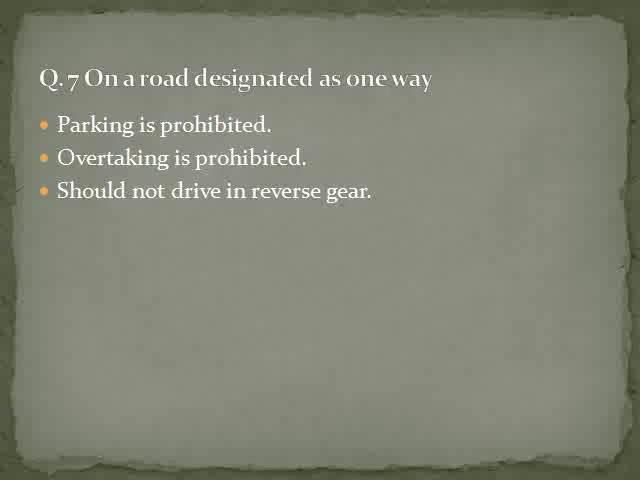 Q. 7 On a road designated as one way
• Parking is prohibited.
• Overtaking is prohibited.
• Should not drive in reverse gear.